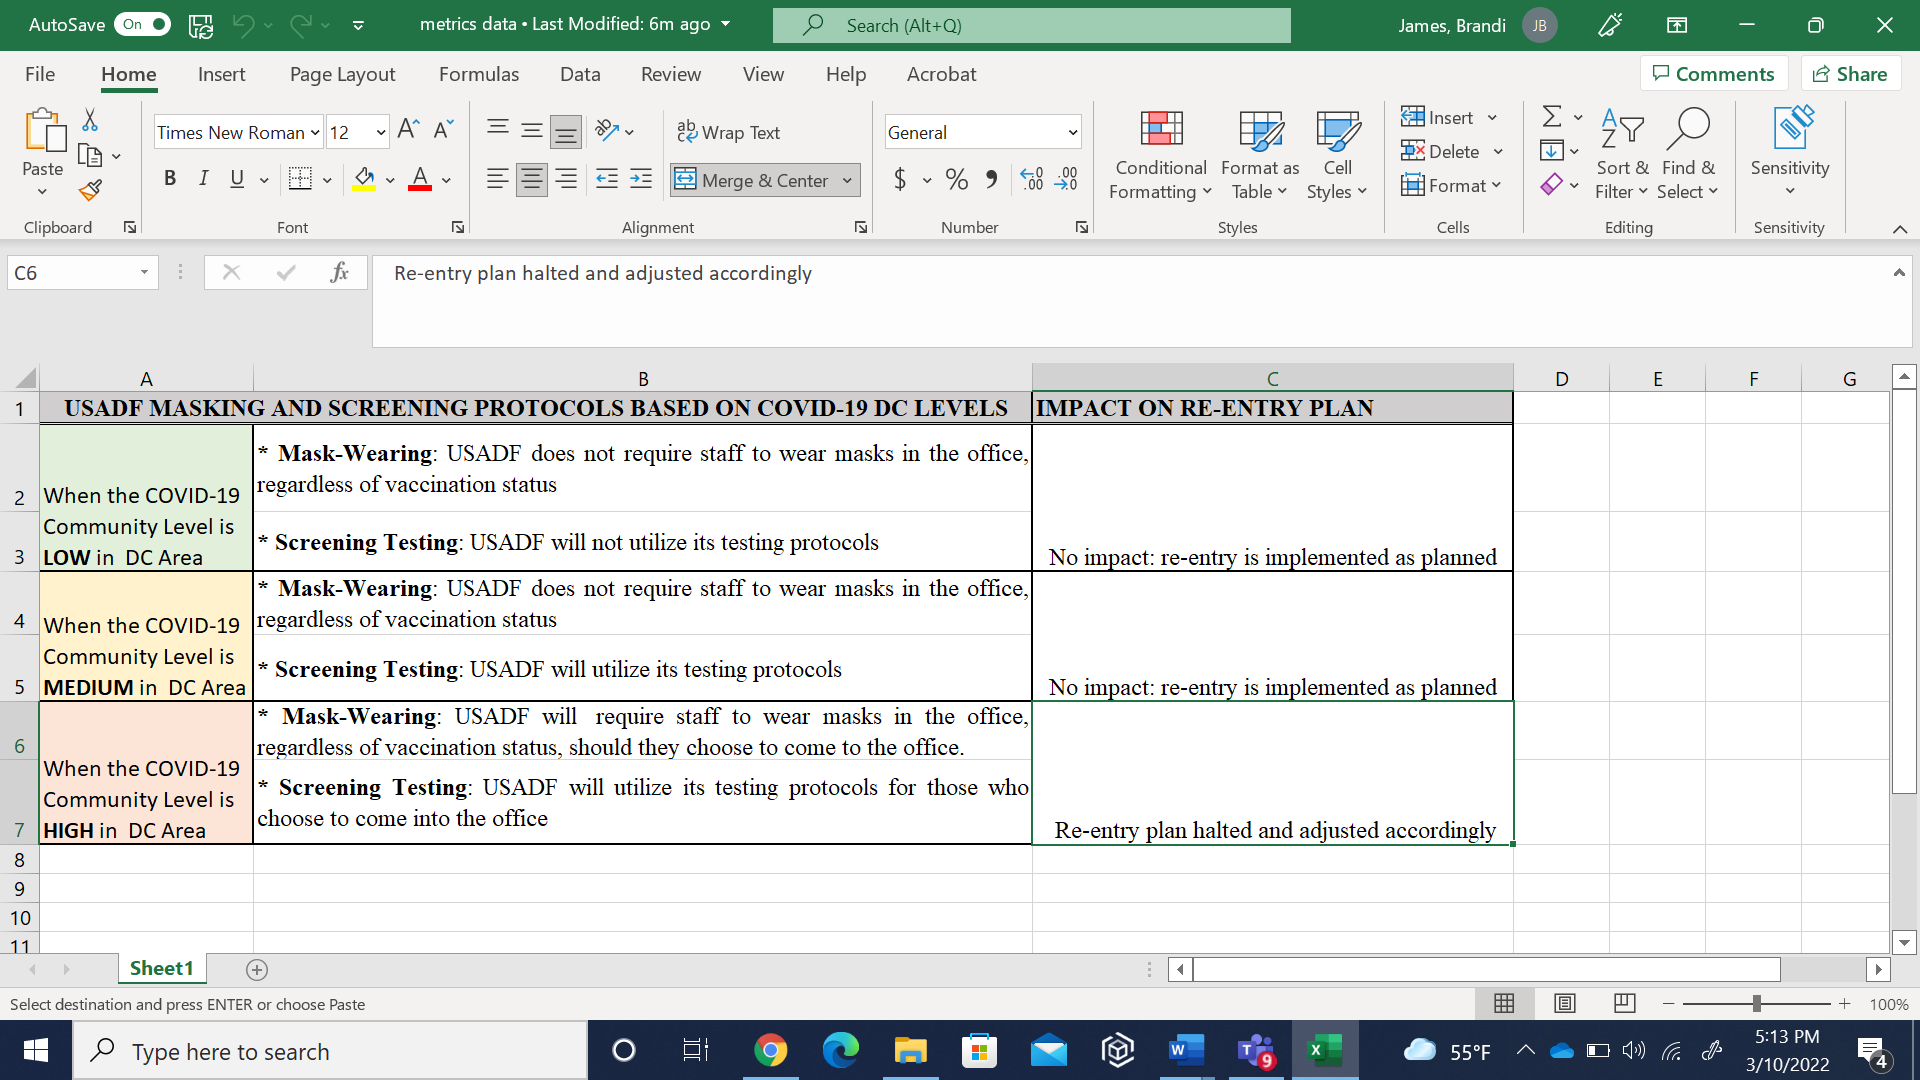 AutoSave On metrics data • Last Modified: 6m ago Search (Alt+Q) James, Brandi JB
File Home Insert Page Layout Formulas Data Review View Help Acrobat Comments Share
Paste
Clipboard
Times New Roman 12
B I U A
Font
Wrap Text
Merge & Center
Alignment
General
$ % 9 .00
Number
Conditional Formatting
Format as Table
Cell Styles
Styles
Insert
Delete
Format
Cells
Sort & Filter
Find & Select
Editing
Sensitivity
Sensitivity
C6 fx Re-entry plan halted and adjusted accordingly
A B C D E F G
1 USADF MASKING AND SCREENING PROTOCOLS BASED ON COVID-19 DC LEVELS IMPACT ON RE-ENTRY PLAN
2
3
When the COVID-19
Community Level is
LOW in DC Area
* Mask-Wearing: USADF does not require staff to wear masks in the office,
regardless of vaccination status
* Screening Testing: USADF will not utilize its testing protocols
No impact: re-entry is implemented as planned
4
5
When the COVID-19
Community Level is
MEDIUM in DC Area
* Mask-Wearing: USADF does not require staff to wear masks in the office,
regardless of vaccination status
* Screening Testing: USADF will utilize its testing protocols
No impact: re-entry is implemented as planned
6
7
When the COVID-19
Community Level is
HIGH in DC Area
* Mask-Wearing: USADF will require staff to wear masks in the office,
regardless of vaccination status, should they choose to come to the office.
* Screening Testing: USADF will utilize its testing protocols for those who
choose to come into the office
Re-entry plan halted and adjusted accordingly
8
9
10
11
Sheet1
Select destination and press ENTER or choose Paste 100%
Type here to search 9 55°F 5:13 PM
3/10/2022 4